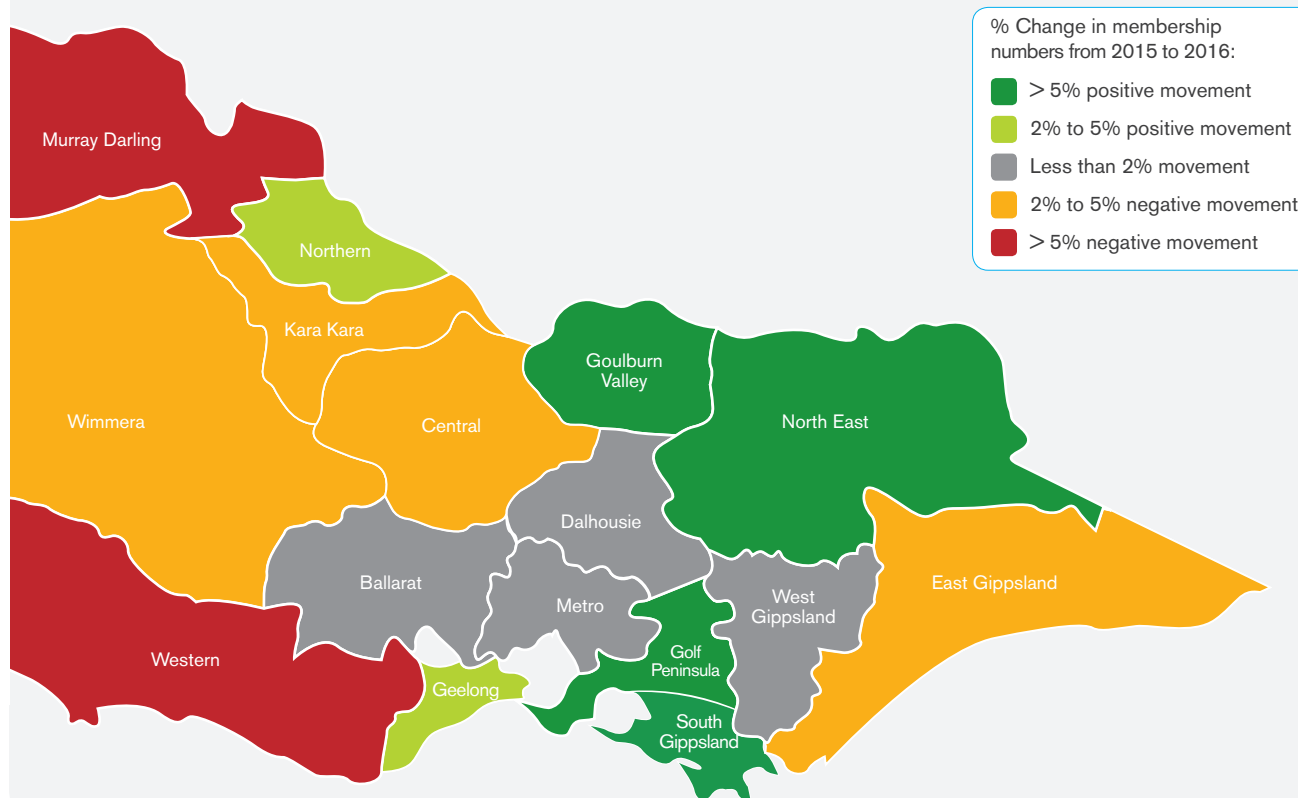 % Change in membership
numbers from 2015 to 2016:
> 5% positive movement
2% to 5% positive movement
Less than 2% movement
2% to 5% negative movement
> 5% negative movement
Murray Darling
Northern
Kara Kara
Goulburn
Valley
Wimmera
Central
North East
Dalhousie
Ballarat
Metro
West
Gippsland
East Gippsland
Western
Golf
Peninsula
Geelong
South
Gippsland